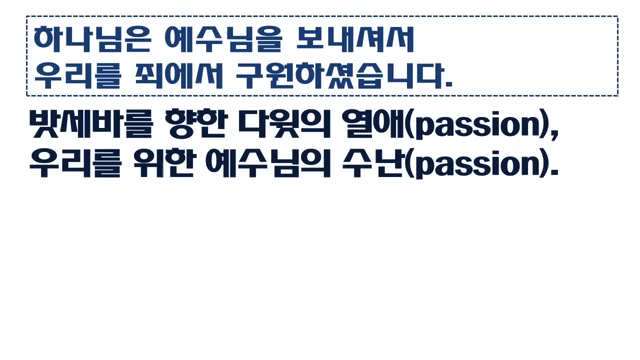 하나님은 예수님을 보내셔서
우리를 죄에서 구원하셨습니다.
밧세바를 향한 다윗의 열애(passion),
우리를 위한 예수님의 수난(passion).